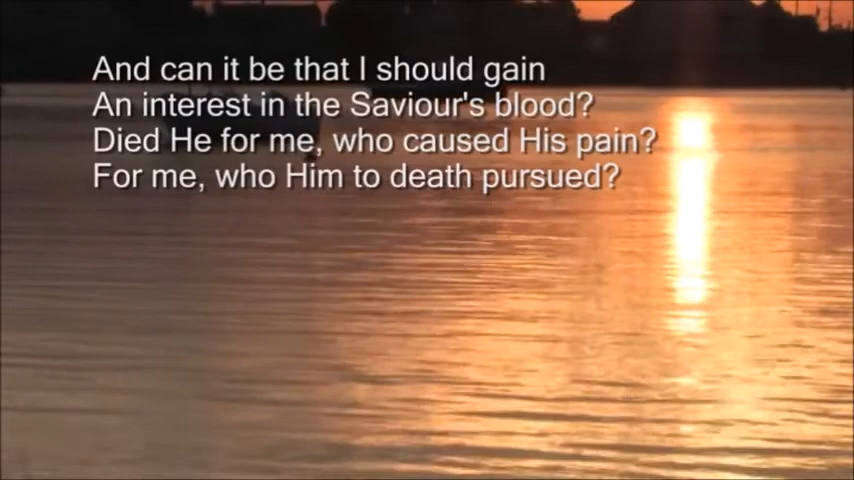 And can it be that I should gain
An interest in the Saviour's blood?
Died He for me, who caused His pain?
For me, who Him to death pursued?